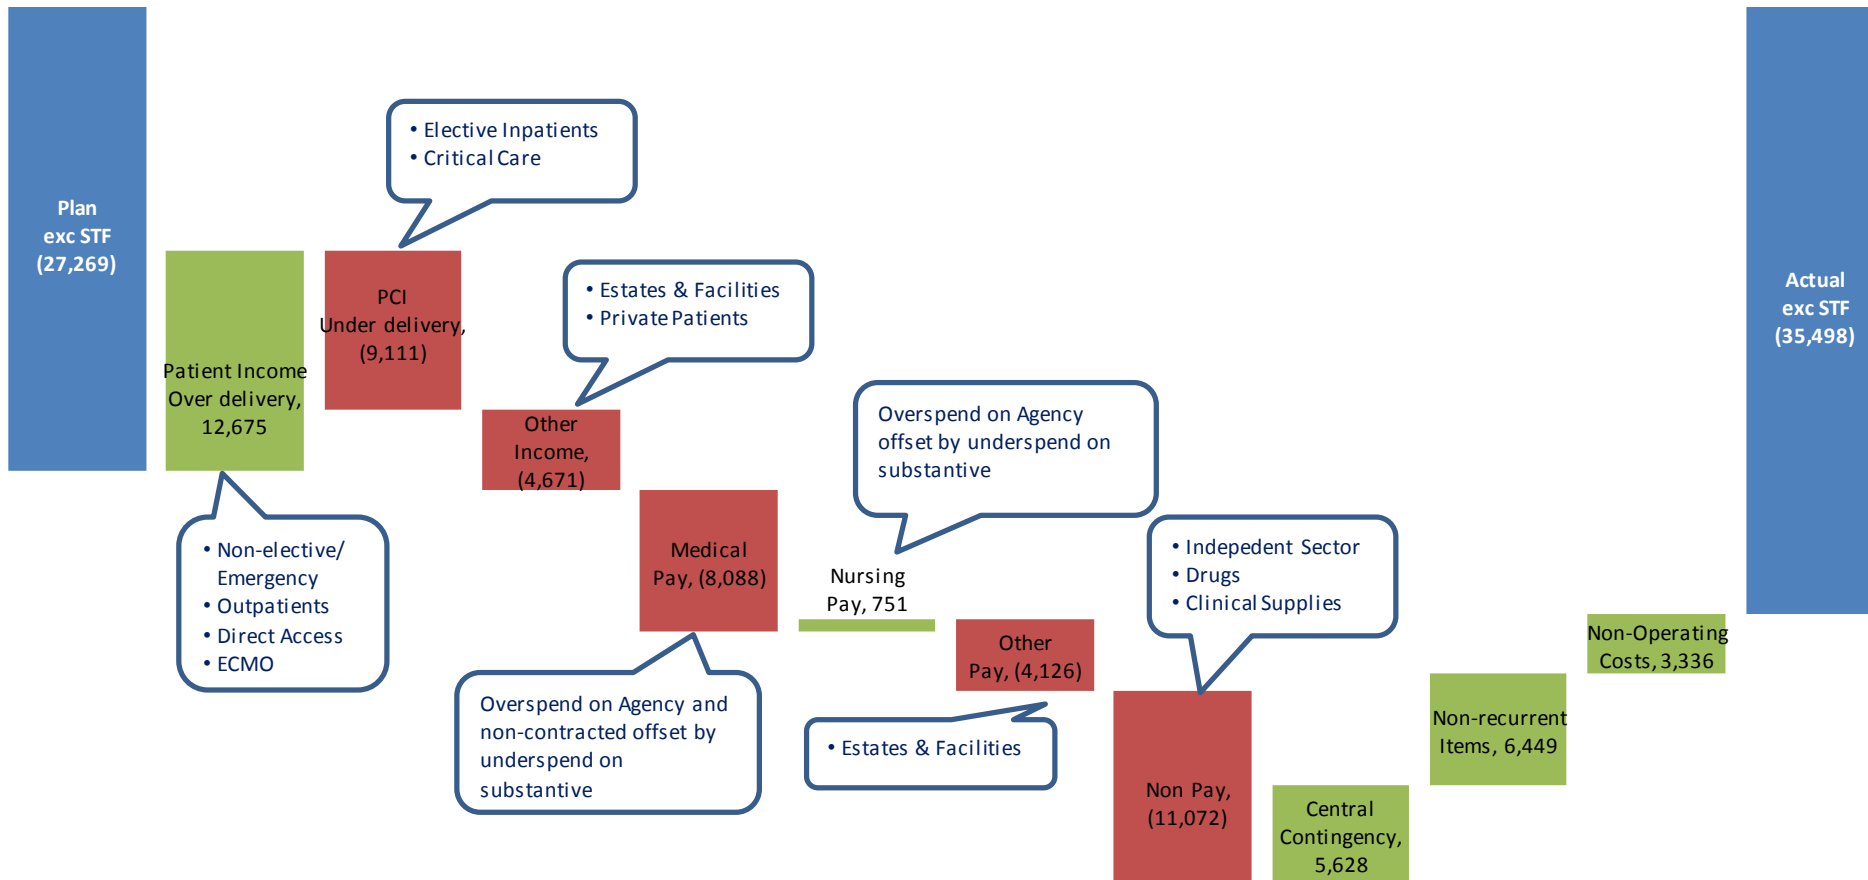 Plan
exc STF
(27,269)
Patient Income
Over delivery,
12,675
• Non-elective/
Emergency
• Outpatients
• Direct Access
• ECMO
PCI
Under delivery,
(9,111)
• Elective Inpatients
• Critical Care
Other
Income,
(4,671)
• Estates & Facilities
• Private Patients
Medical
Pay, (8,088)
Overspend on Agency and
non-contracted offset by
underspend on
substantive
Nursing
Pay, 751
Overspend on Agency
offset by underspend on
substantive
Other
Pay, (4,126)
• Estates & Facilities
Non Pay,
(11,072)
• Indepedent Sector
• Drugs
• Clinical Supplies
Central
Contingency,
5,628
Non-recurrent
Items, 6,449
Non-Operating
Costs, 3,336
Actual
exc STF
(35,498)